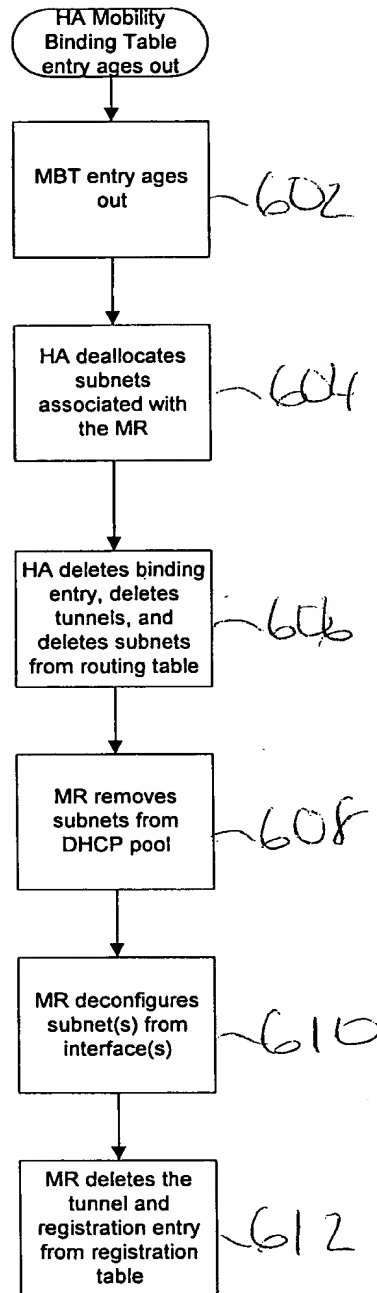 HA Mobility
Binding Table
entry ages out
MBT entry ages
out
602
HA deallocates
subnets
associated with
the MR
604
HA deletes binding
entry, deletes
tunnels, and
deletes subnets
from routing table
606
MR removes
subnets from
DHCP pool
608
MR deconfigures
subnet(s) from
interface(s)
610
MR deletes the
tunnel and
registration entry
from registration
table
612